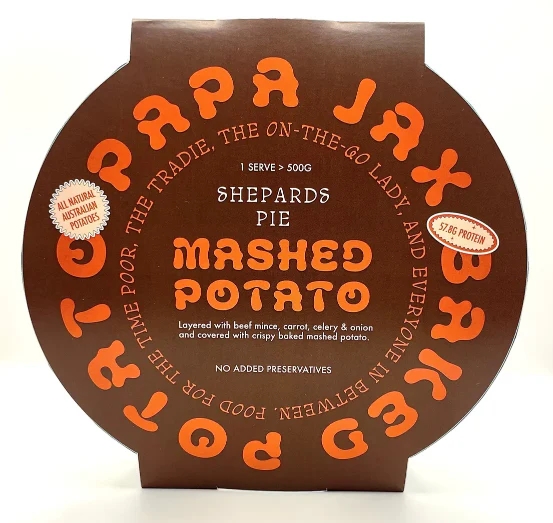 PAPA JAX BAKED POTATO POTATO
FOOD FOR THE TIME POOR, THE TRADIE, THE ON-THE-GO LADY, AND EVERYONE IN BETWEEN.
ALL NATURAL
AUSTRALIAN
POTATOES
57.8G PROTEIN
1 SERVE > 500G
SHEPARDS
PIE
MASHED
POTATO
Layered with beef mince, carrot, celery & onion
and covered with crispy baked mashed potato.
NO ADDED PRESERVATIVES